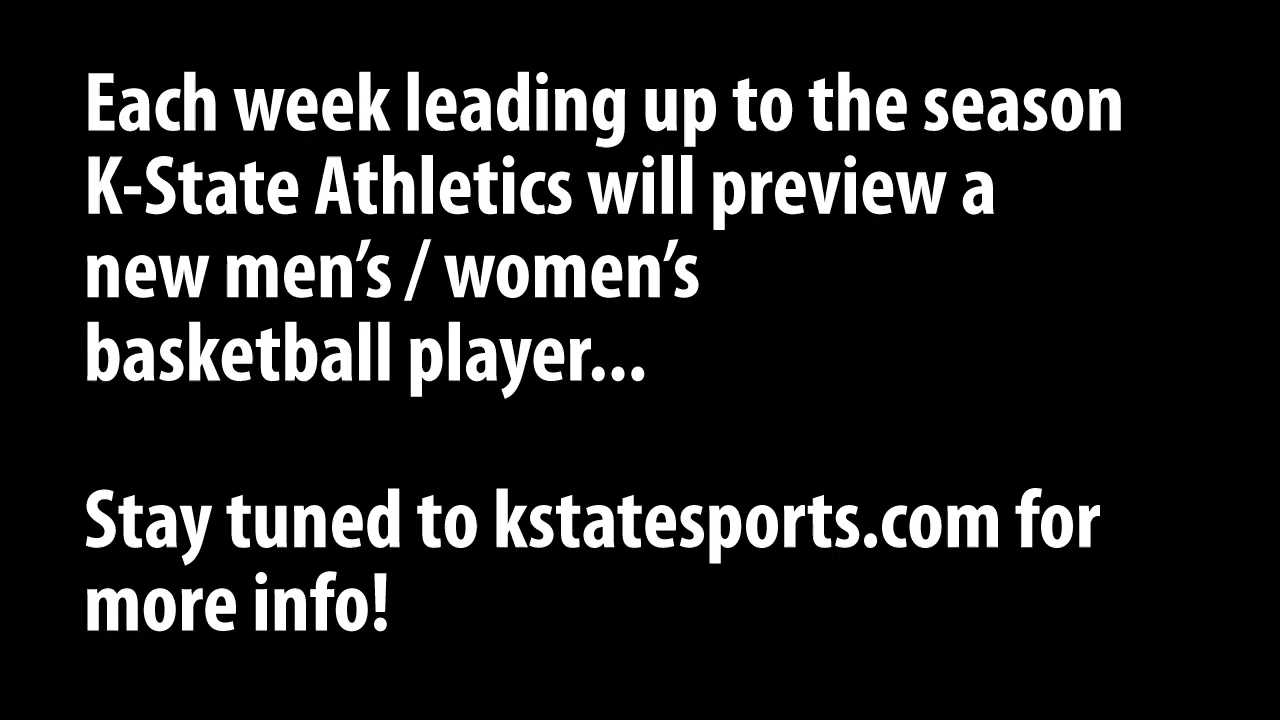 Each week leading up to the season
K-State Athletics will preview a
new men’s / women’s
basketball player...
Stay tuned to kstatesports.com for
more info!